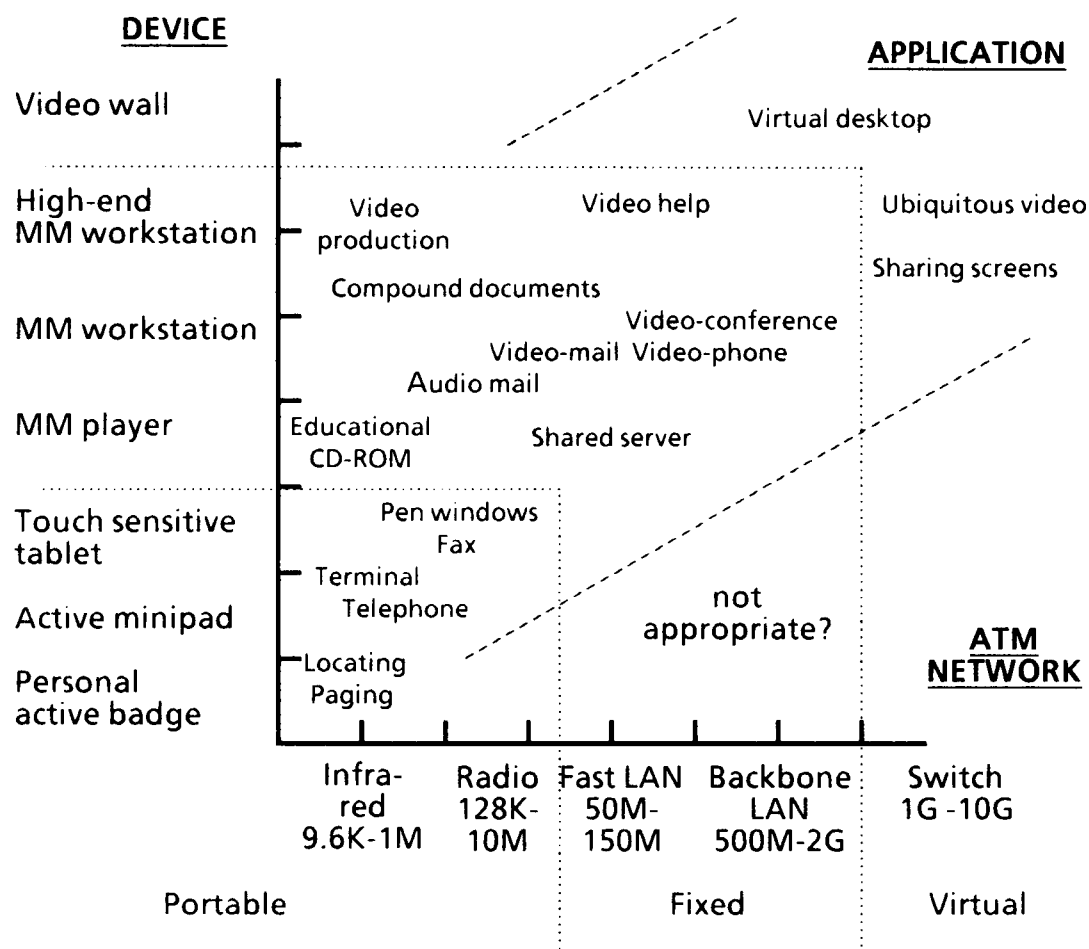 DEVICE
APPLICATION
Video wall
Virtual desktop
High-end
MM workstation
Video
production
Video help
Ubiquitous video
Sharing screens
Compound documents
MM workstation
Video-conference
Video-mail Video-phone
Audio mail
MM player
Educational
CD-ROM
Shared server
Touch sensitive
tablet
Pen windows
Fax
Terminal
Telephone
Active minipad
not
appropriate?
ATM
NETWORK
Personal
active badge
Locating
Paging
Infra-
red
9.6K-1M
Radio
128K-
10M
Fast LAN
50M-
150M
Backbone
LAN
500M-2G
Switch
1G -10G
Portable
Fixed
Virtual